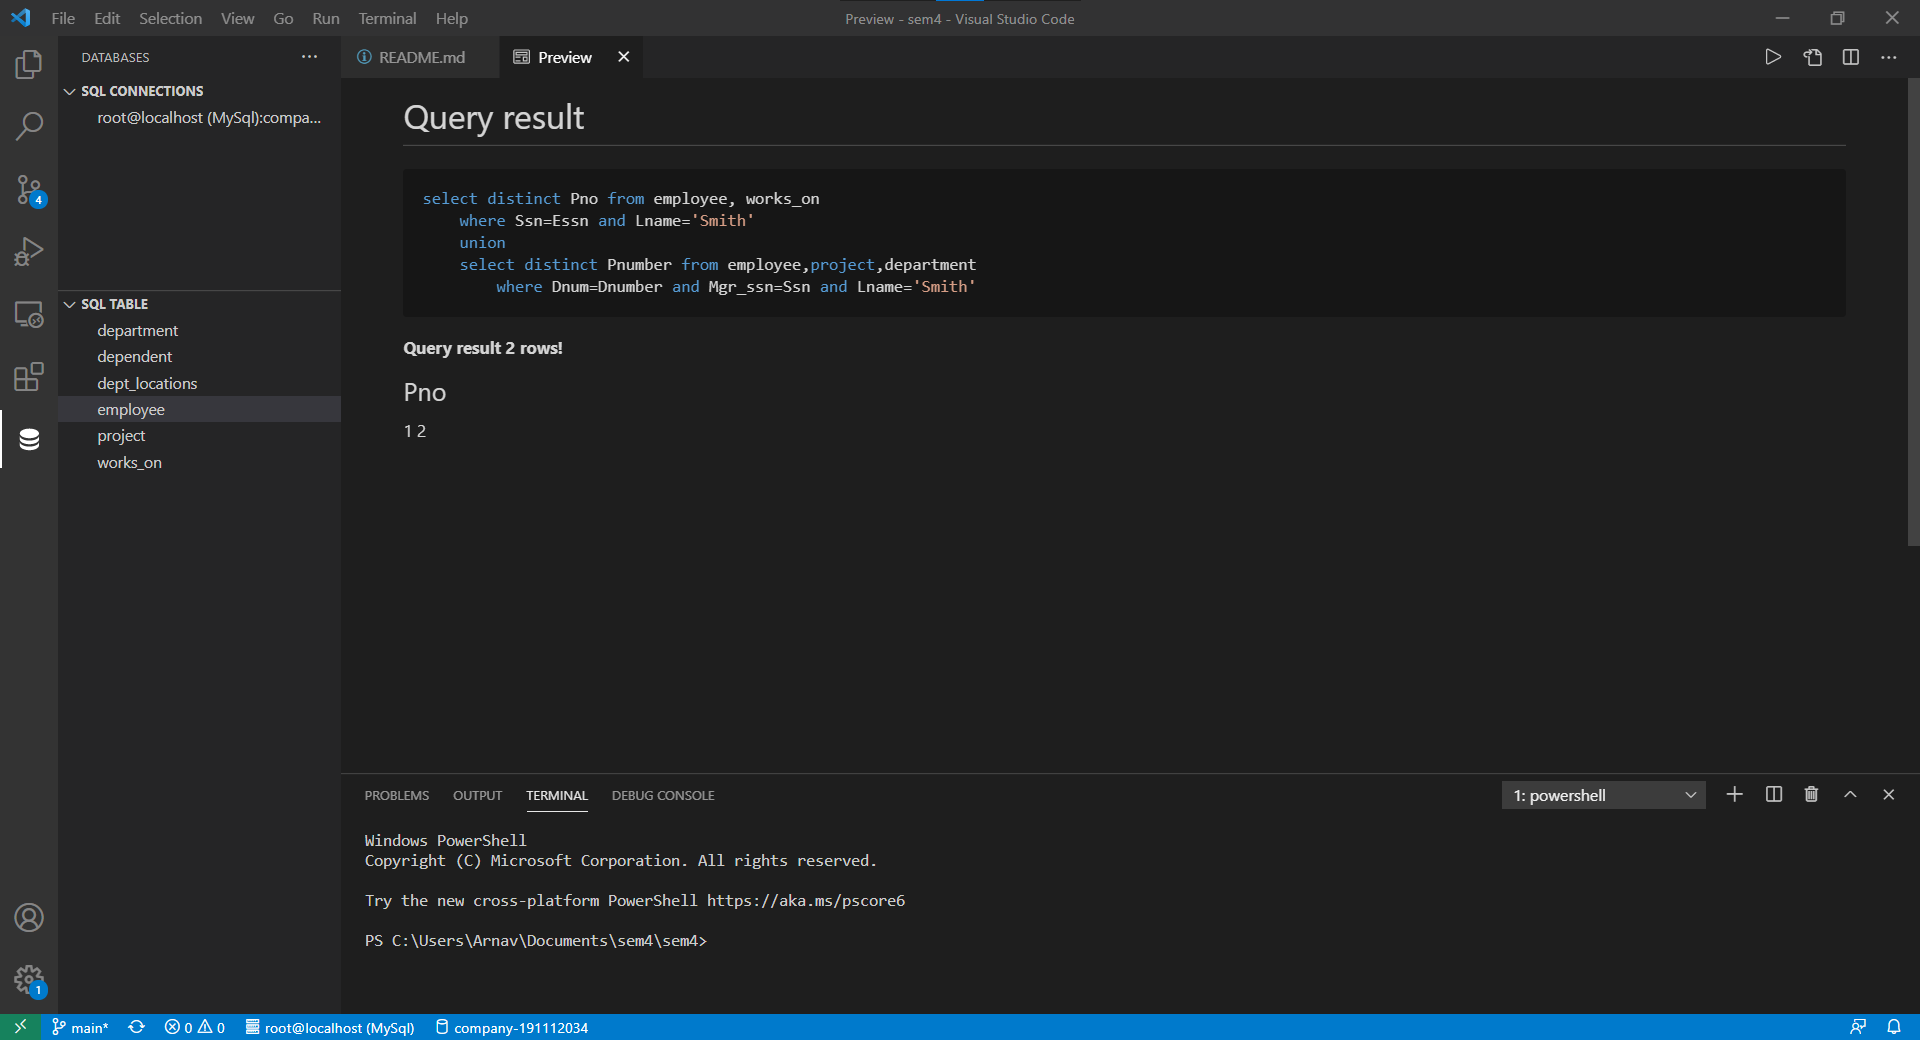 File Edit Selection View Go Run Terminal Help
Preview - sem4 - Visual Studio Code
DATABASES
SQL CONNECTIONS
root@localhost (MySql):compa...
SQL TABLE
department
dependent
dept_locations
employee
project
works_on
4
1
README.md
Preview
Query result
select distinct Pno from employee, works_on
where Ssn=Essn and Lname='Smith'
union
select distinct Pnumber from employee,project,department
where Dnum=Dnumber and Mgr_ssn=Ssn and Lname='Smith'
Query result 2 rows!
Pno
1 2
PROBLEMS OUTPUT TERMINAL DEBUG CONSOLE
1: powershell
Windows PowerShell
Copyright (C) Microsoft Corporation. All rights reserved.
Try the new cross-platform PowerShell https://aka.ms/pscore6
PS C:\Users\Arnav\Documents\sem4\sem4>
main* 0 0 root@localhost (MySql) company-191112034